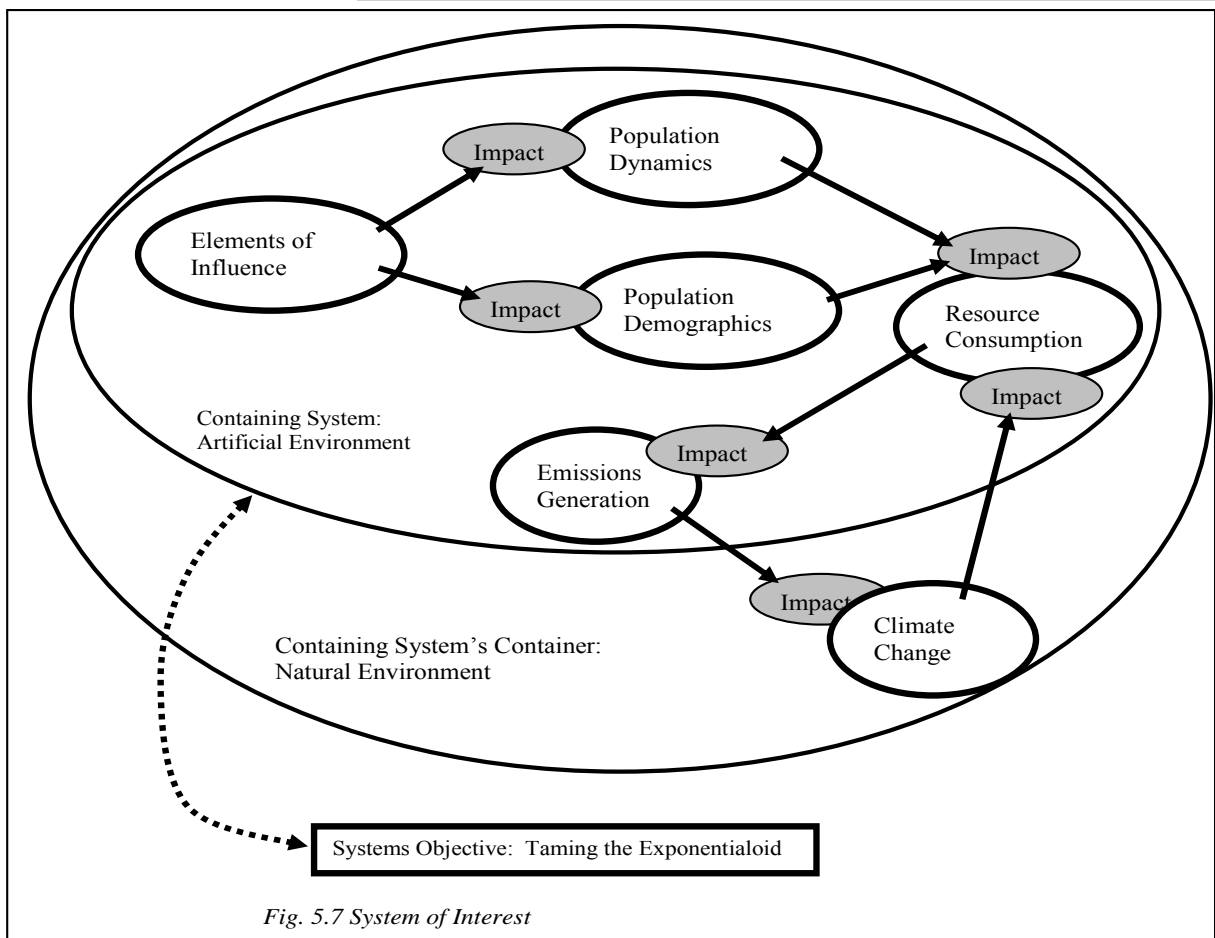 Impact
Population
Dynamics
Elements of
Influence
Impact
Impact
Population
Demographics
Resource
Consumption
Impact
Containing System:
Artificial Environment
Impact
Emissions
Generation
Impact
Climate
Change
Containing System’s Container:
Natural Environment
Systems Objective:  Taming the Exponentialoid
Fig. 5.7 System of Interest